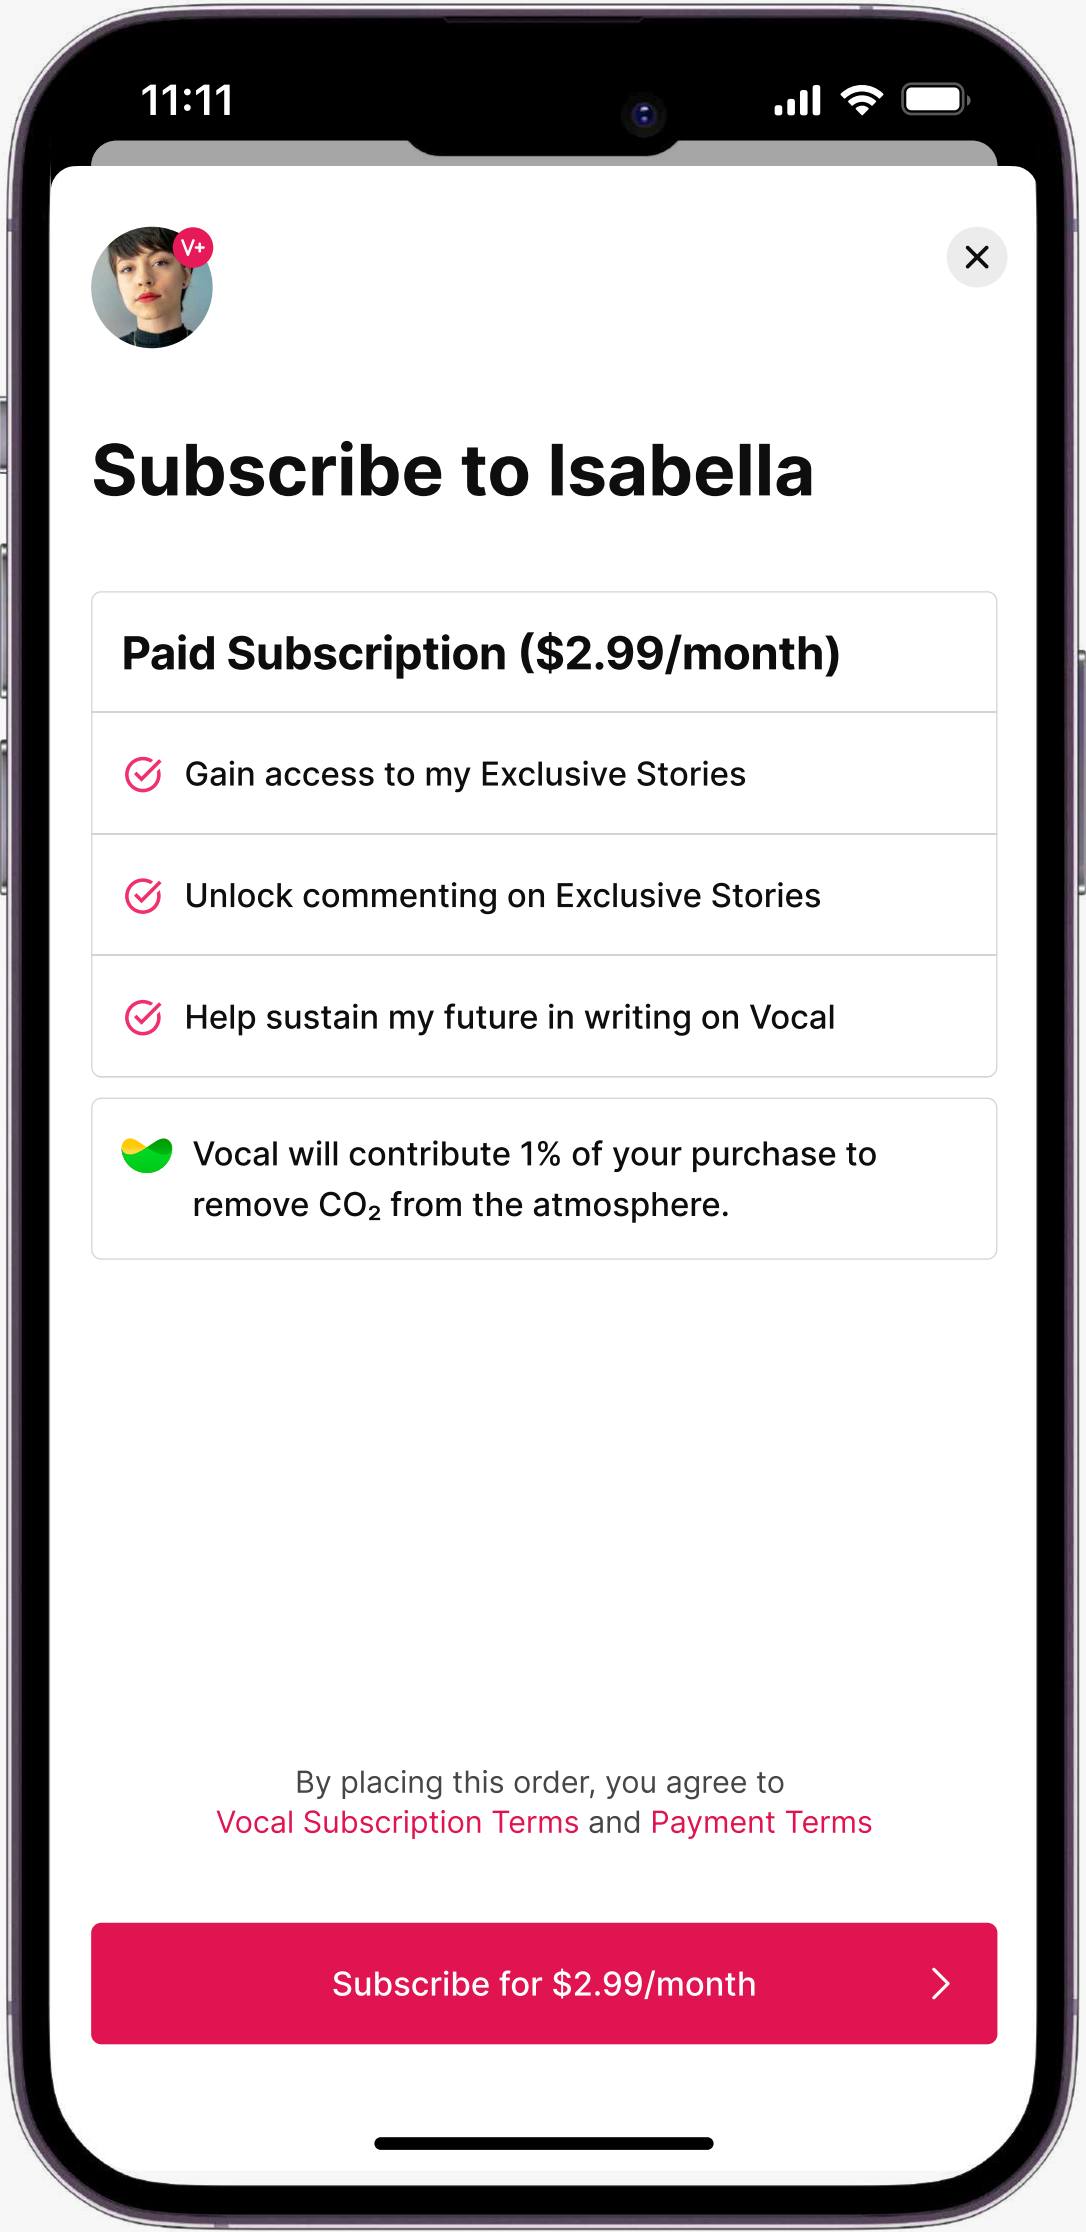 11:11
V+
Subscribe to Isabella
Paid Subscription ($2.99/month)
Gain access to my Exclusive Stories
Unlock commenting on Exclusive Stories
Help sustain my future in writing on Vocal
Vocal will contribute 1% of your purchase to
remove CO₂ from the atmosphere.
By placing this order, you agree to
Vocal Subscription Terms and Payment Terms
Subscribe for $2.99/month